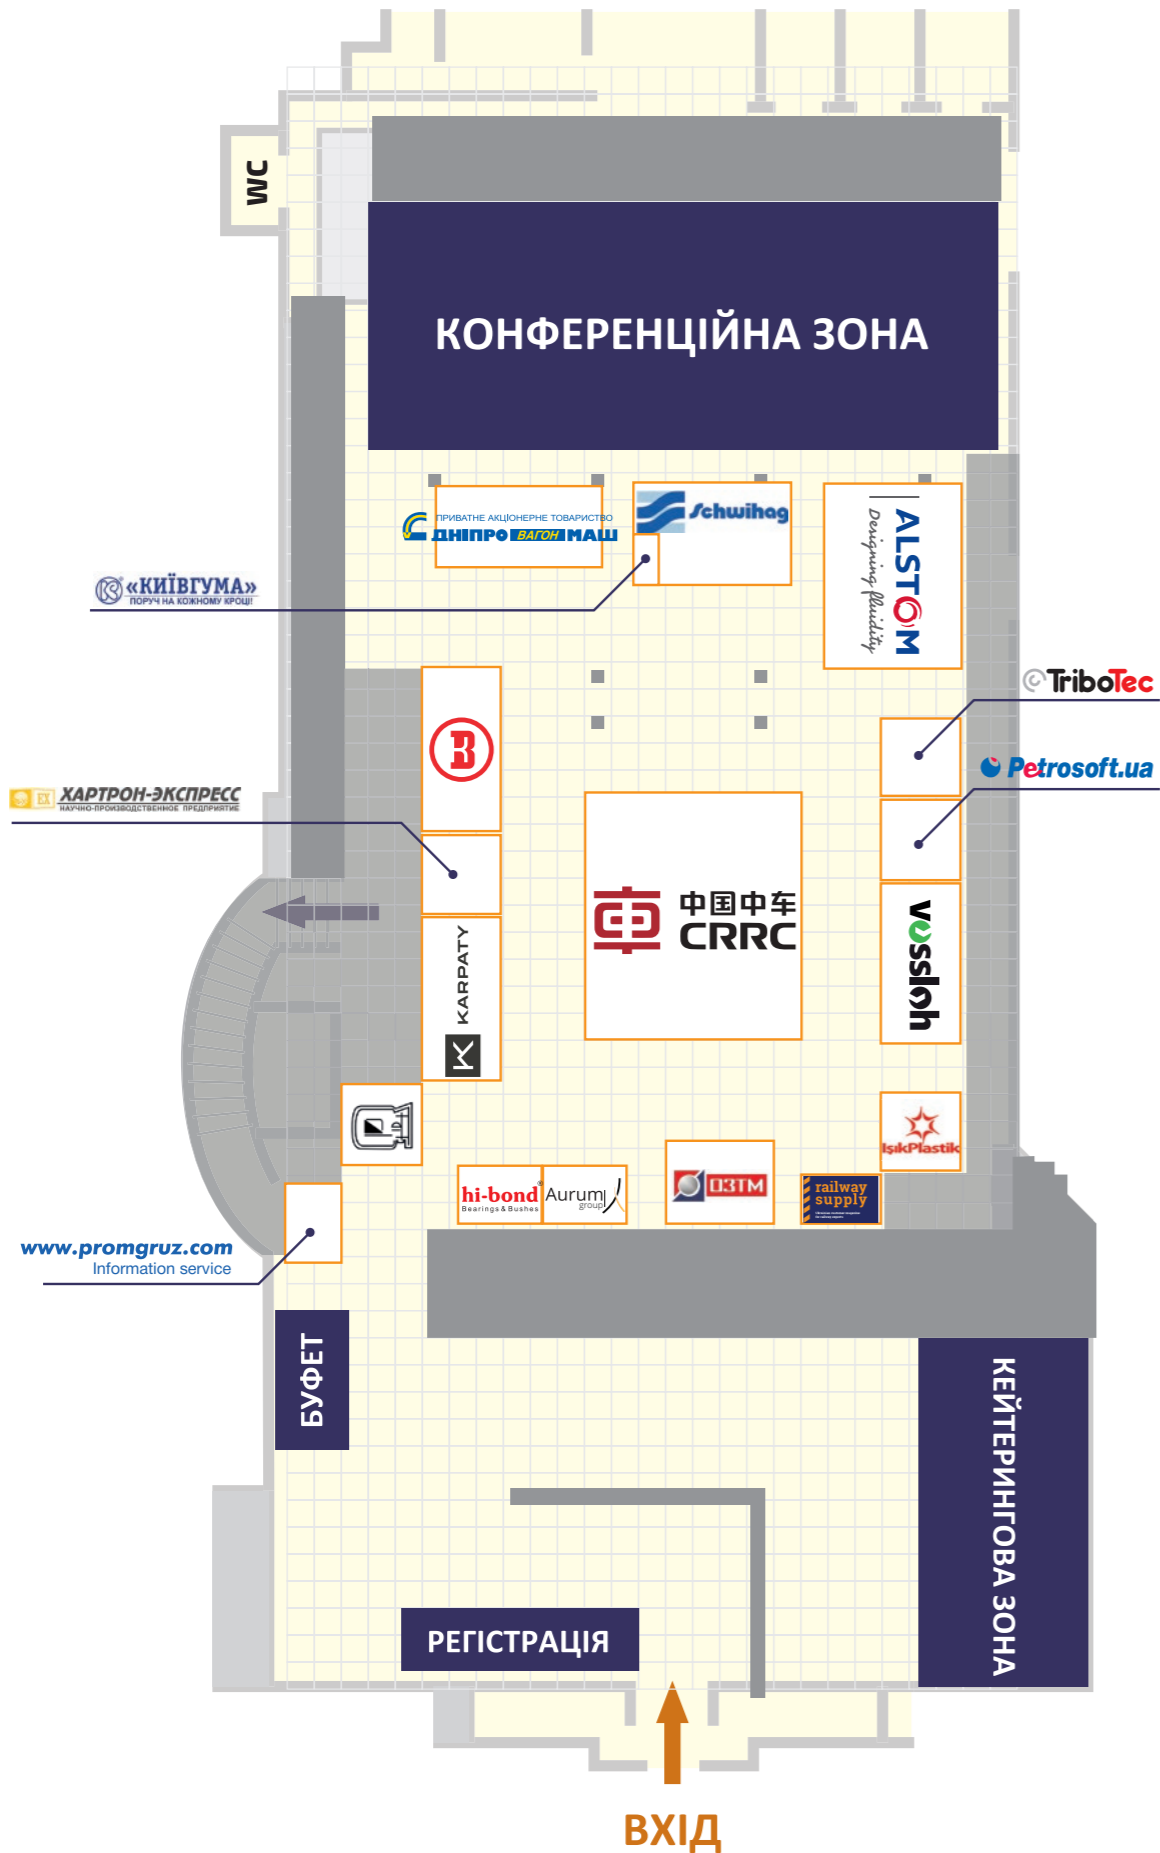 WC
КОНФЕРЕНЦІЙНА ЗОНА
ПРИВАТНЕ АКЦІОНЕРНЕ ТОВАРИСТВО
ДНІПРОВАГОНМАШ
Schwihag
ALSTOM
Designing fluidity
«КИЇВГУМА»
ПОРУЧ НА КОЖНОМУ КРОЦІ!
TriboTec
Petrosoft.ua
В
ХАРТРОН-ЭКСПРЕСС
НАУЧНО-ПРОИЗВОДСТВЕННОЕ ПРЕДПРИЯТИЕ
中国中车
CRRC
KARPATY
vossloh
IşıkPlastik
hi-bond®
Bearings & Bushes
Aurum
group
ОЗТМ
railway
supply
www.promgruz.com
Information service
БУФЕТ
КЕЙТЕРИНГОВА ЗОНА
РЕГІСТРАЦІЯ
ВХІД